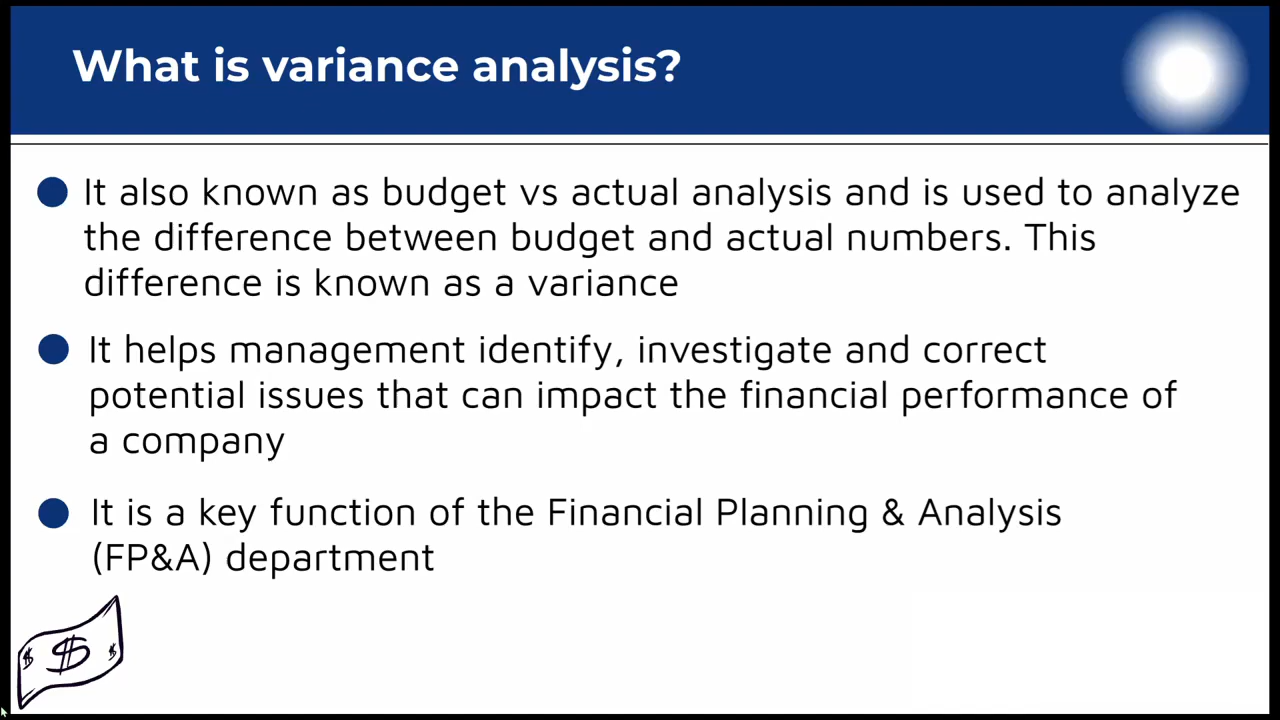 What is variance analysis?
It also known as budget vs actual analysis and is used to analyze
the difference between budget and actual numbers. This
difference is known as a variance
It helps management identify, investigate and correct
potential issues that can impact the financial performance of
a company
It is a key function of the Financial Planning & Analysis
(FP&A) department
$ $ $